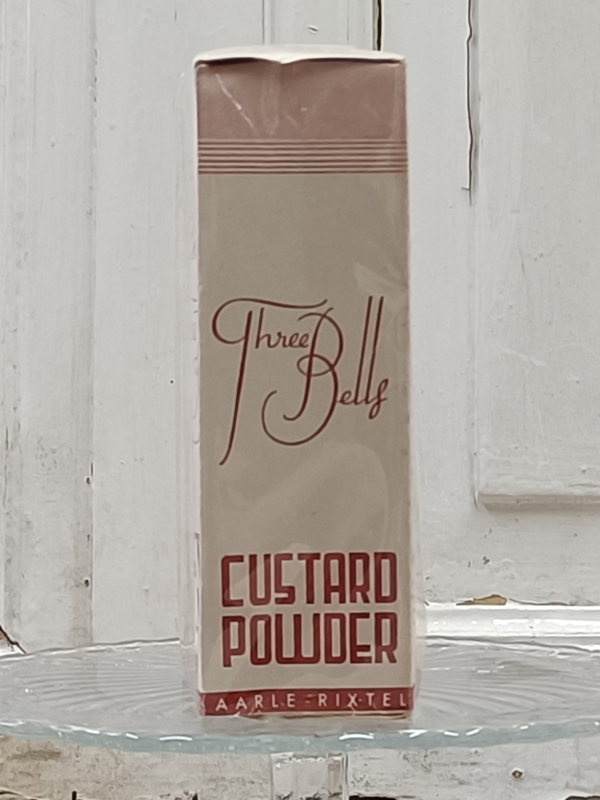 Three Bells
CUSTARD
POWDER
AARLE-RIXTEL